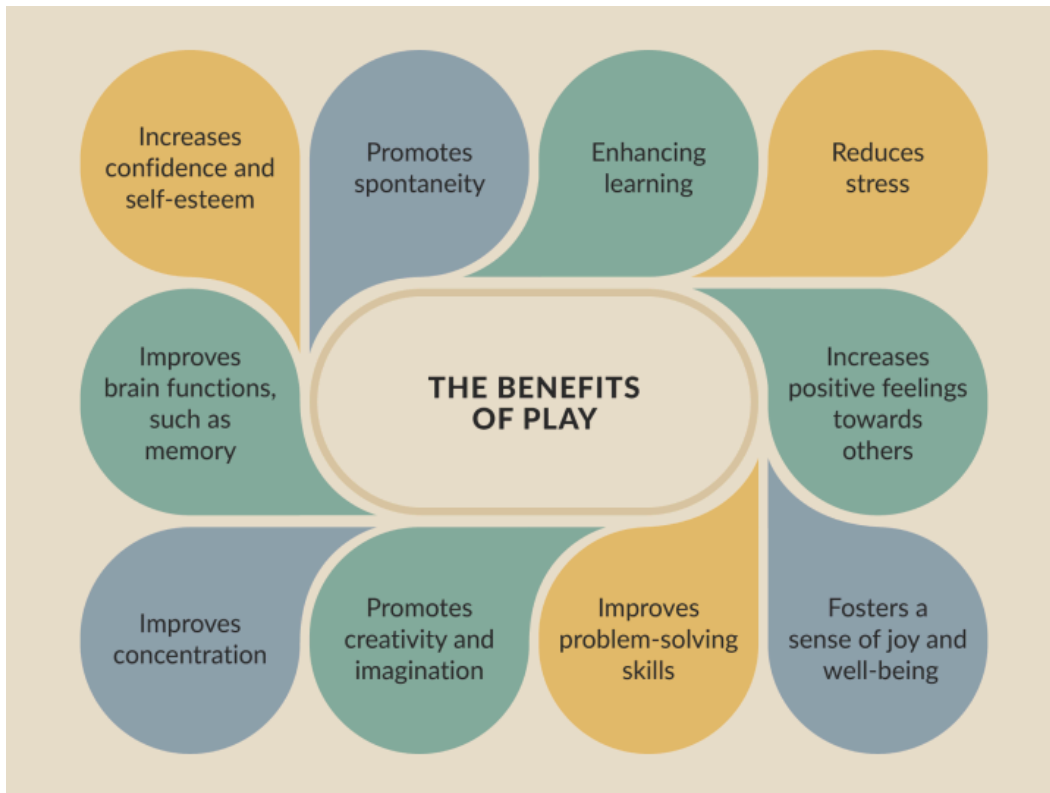 Increases
confidence and
self-esteem
Promotes
spontaneity
Enhancing
learning
Reduces
stress
Improves
brain functions,
such as
memory
THE BENEFITS
OF PLAY
Increases
positive feelings
towards
others
Improves
concentration
Promotes
creativity and
imagination
Improves
problem-solving
skills
Fosters a
sense of joy and
well-being